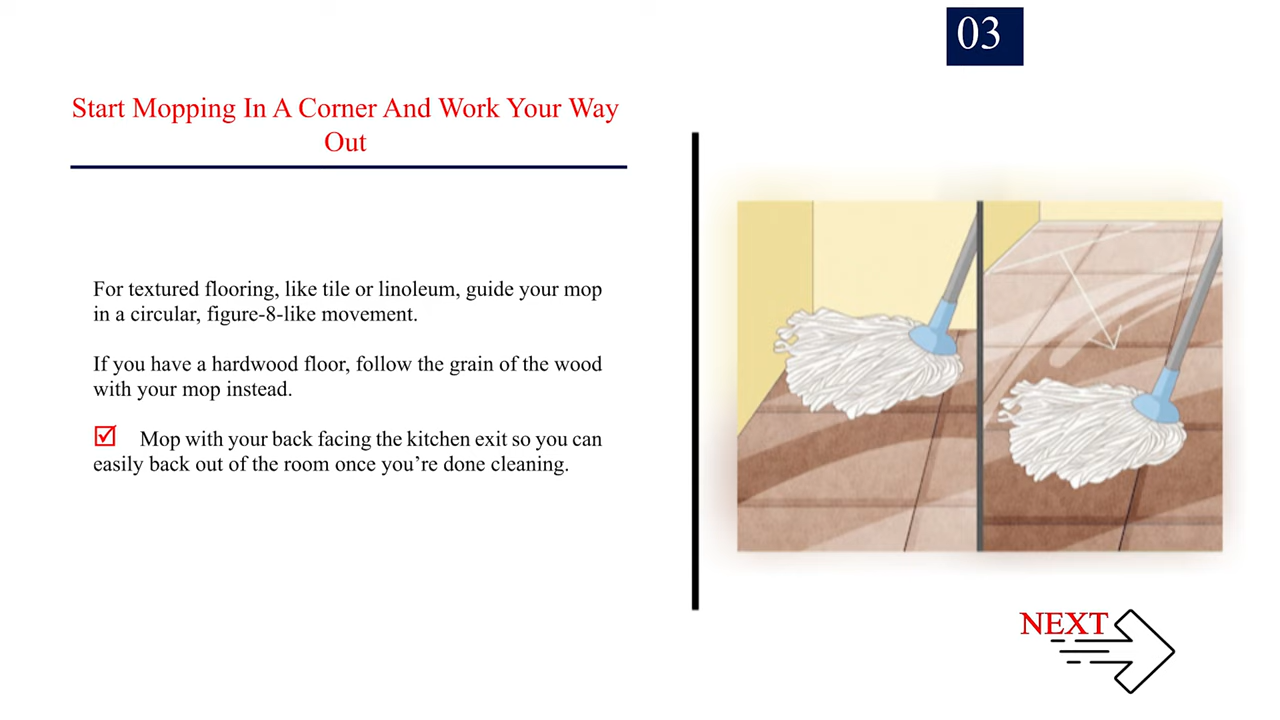 03
Start Mopping In A Corner And Work Your Way
Out
For textured flooring, like tile or linoleum, guide your mop
in a circular, figure-8-like movement.
If you have a hardwood floor, follow the grain of the wood
with your mop instead.
Mop with your back facing the kitchen exit so you can
easily back out of the room once you’re done cleaning.
NEXT